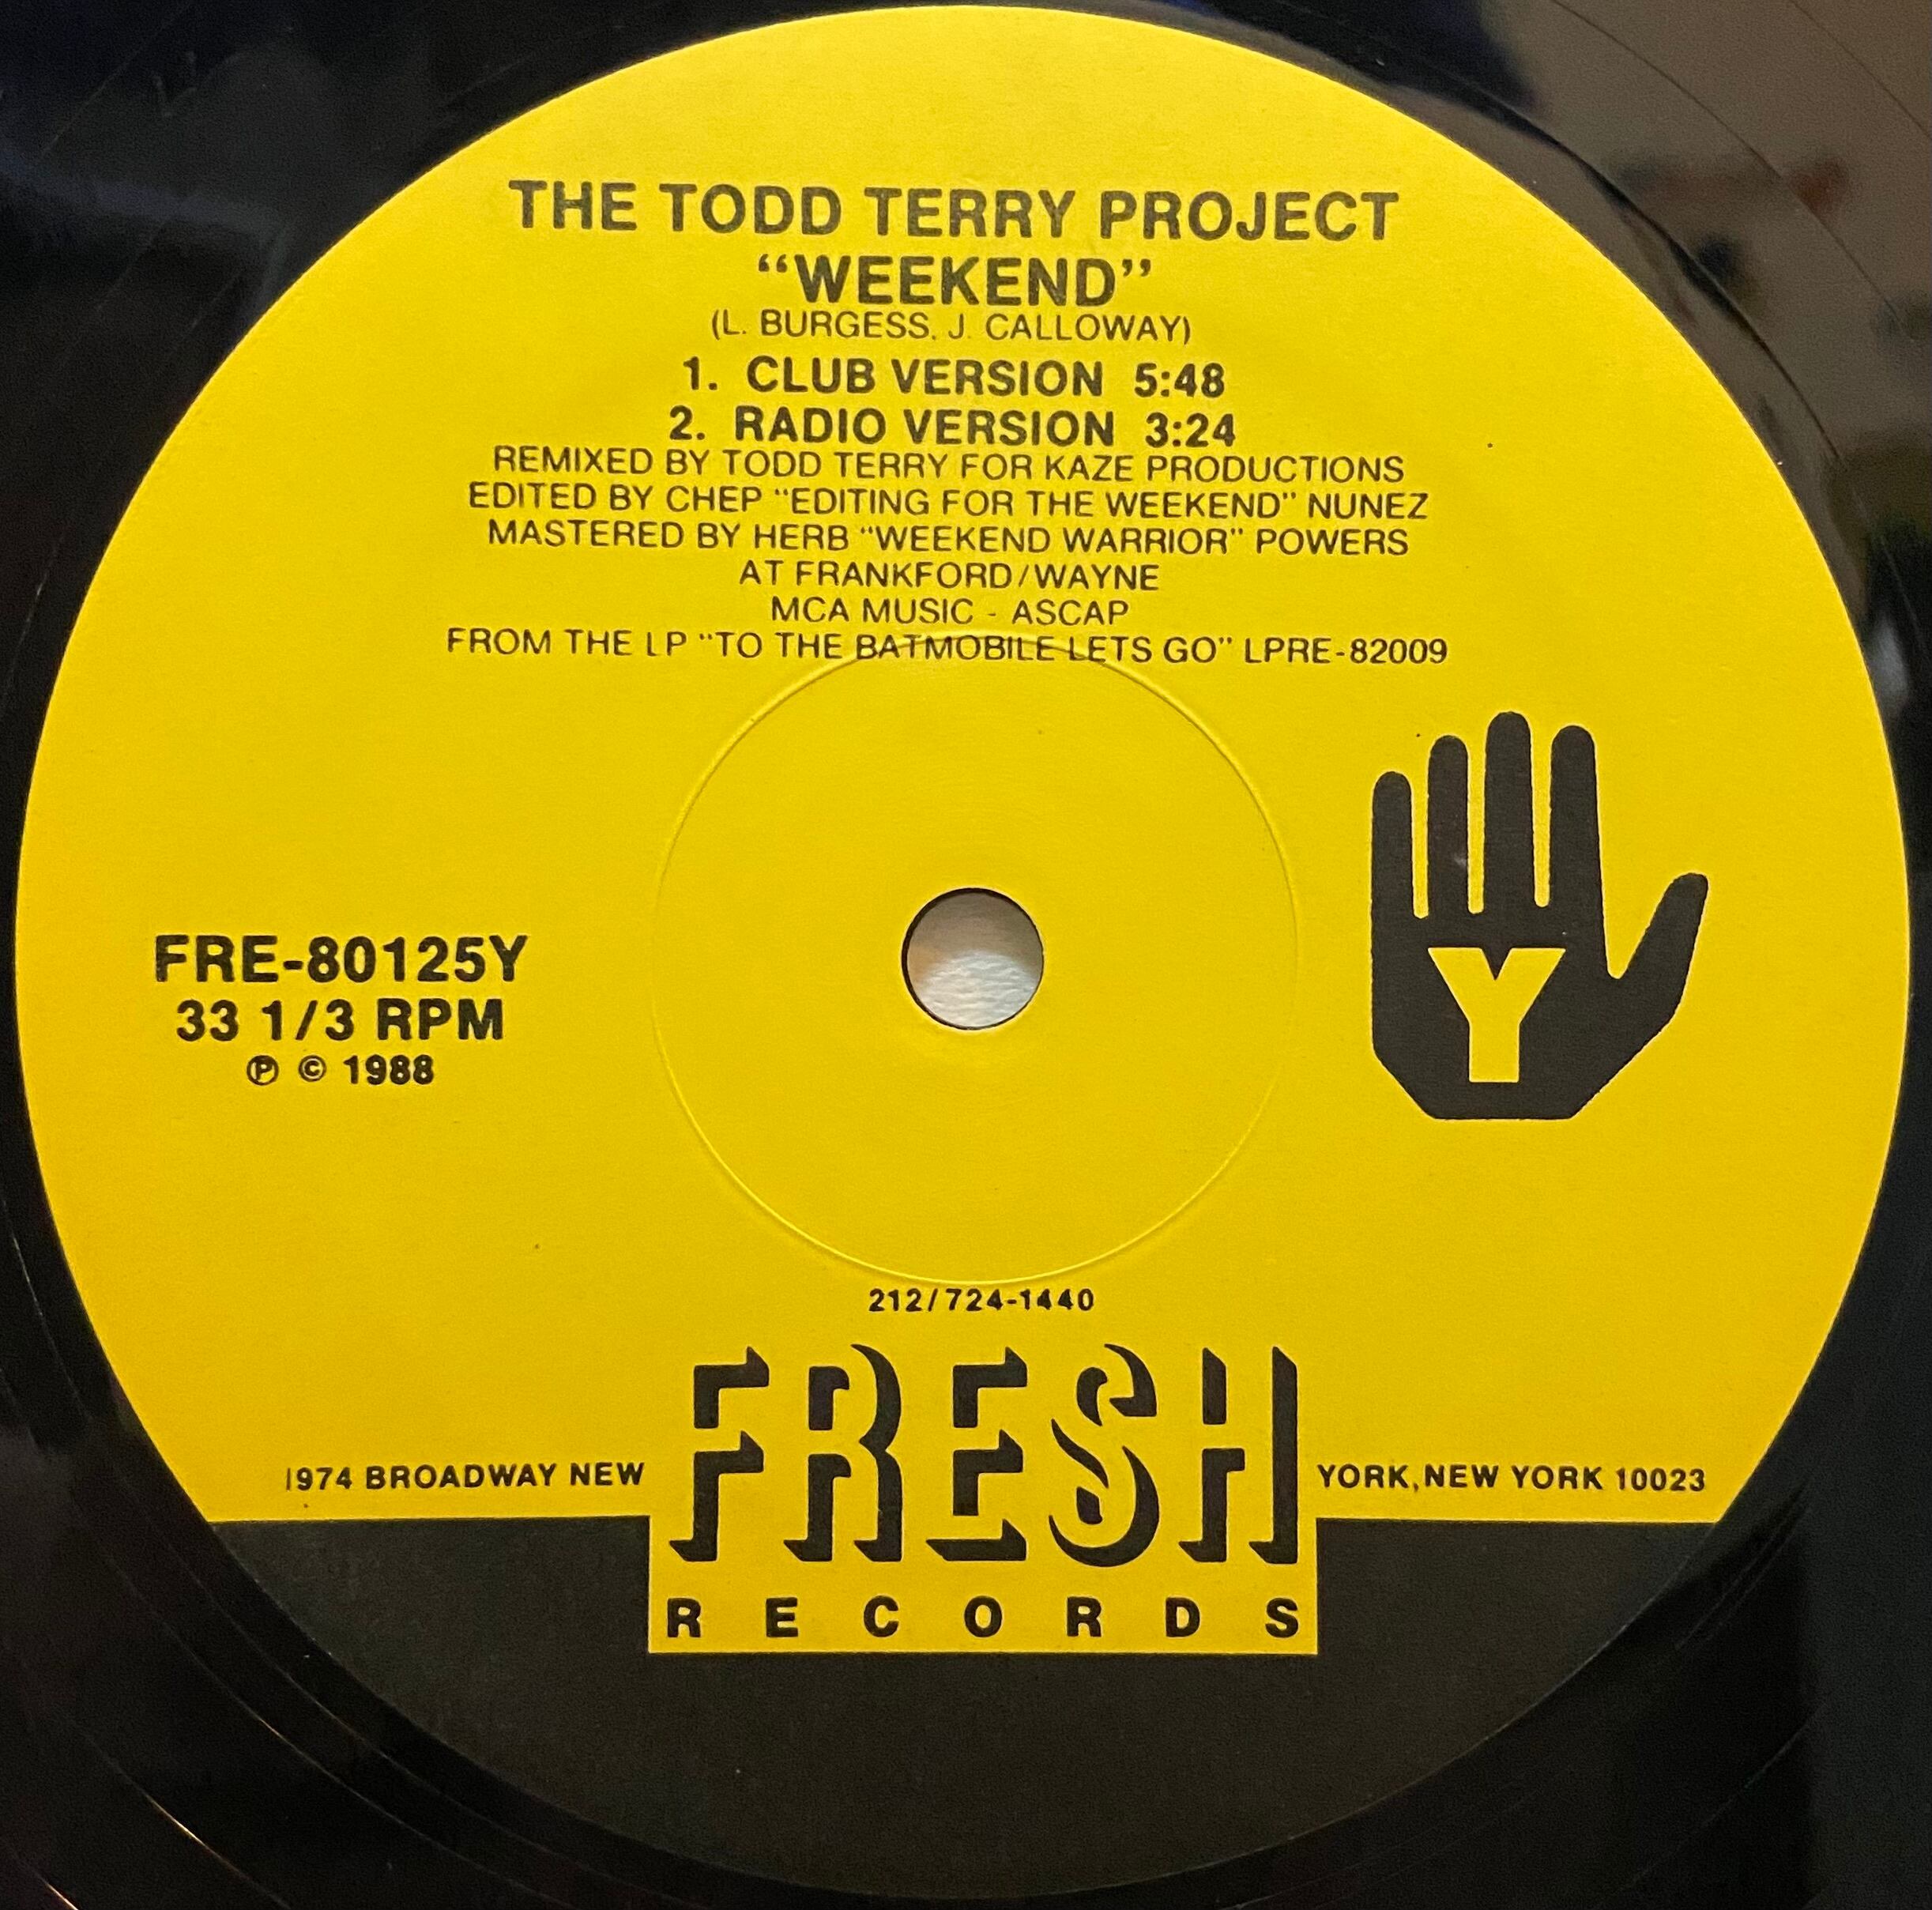 THE TODD TERRY PROJECT
“WEEKEND”
(L. BURGESS, J. CALLOWAY)
1. CLUB VERSION 5:48
2. RADIO VERSION 3:24
REMIXED BY TODD TERRY FOR KAZE PRODUCTIONS
EDITED BY CHEP “EDITING FOR THE WEEKEND” NUNEZ
MASTERED BY HERB “WEEKEND WARRIOR” POWERS
AT FRANKFORD/WAYNE
MCA MUSIC - ASCAP
FROM THE LP “TO THE BATMOBILE LETS GO” LPRE-82009
FRE-80125Y
33 1/3 RPM
℗ © 1988
Y
212/724-1440
1974 BROADWAY NEW YORK, NEW YORK 10023
FRESH
RECORDS